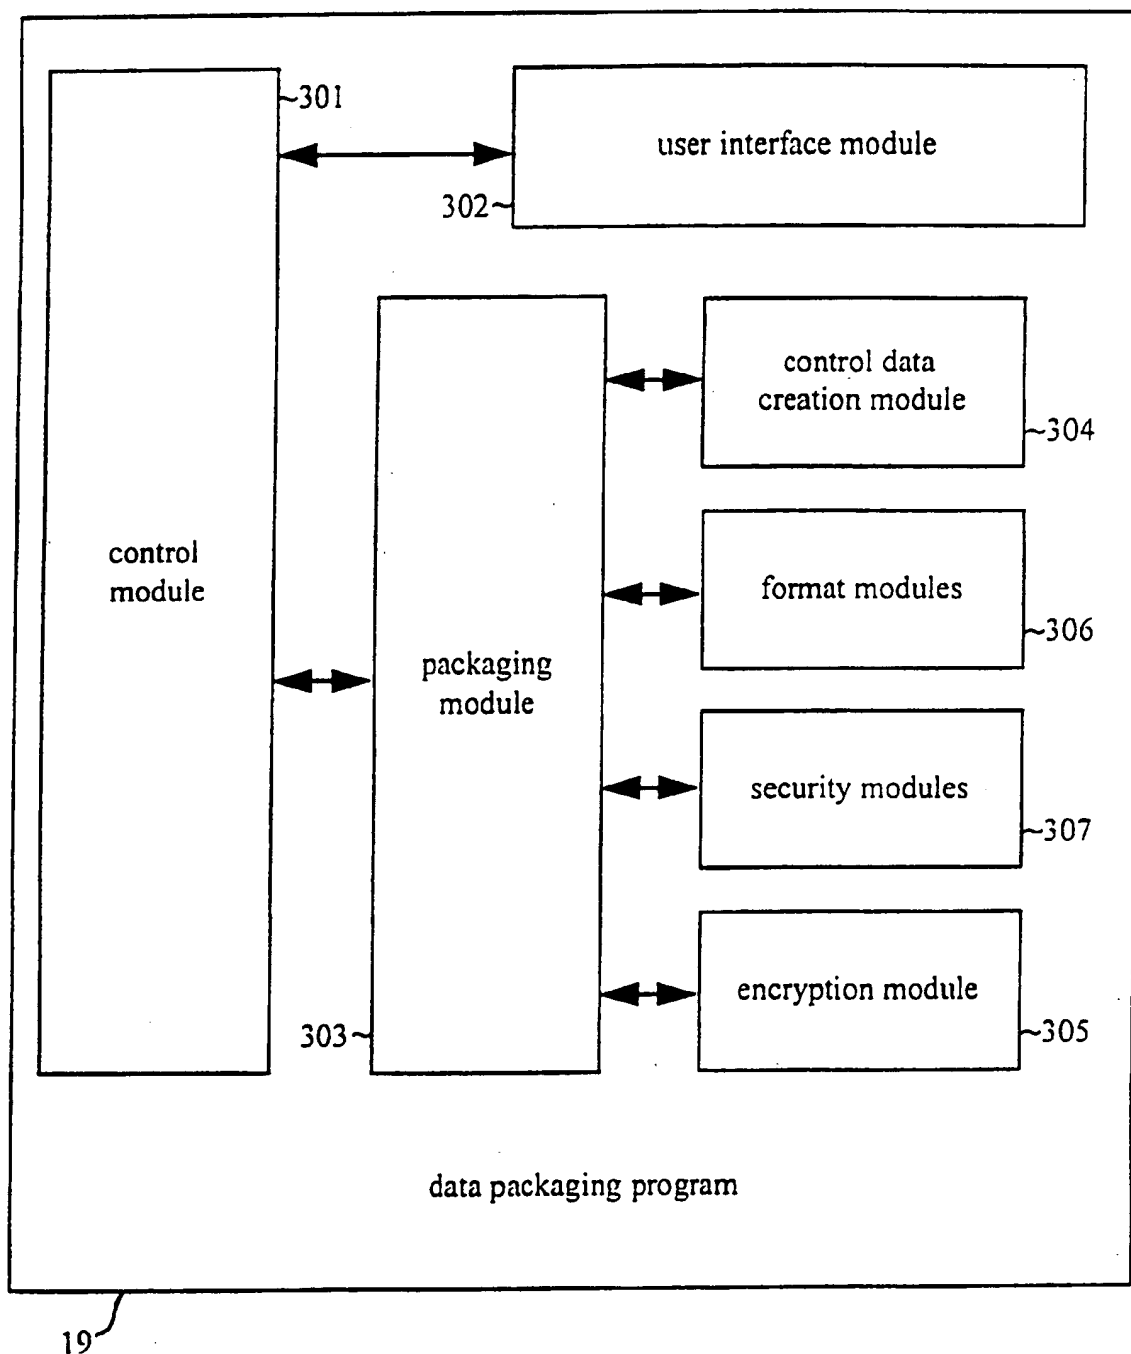 301
user interface module
302
control data
creation module
304
control
module
format modules
306
packaging
module
security modules
307
encryption module
303
305
data packaging program
19